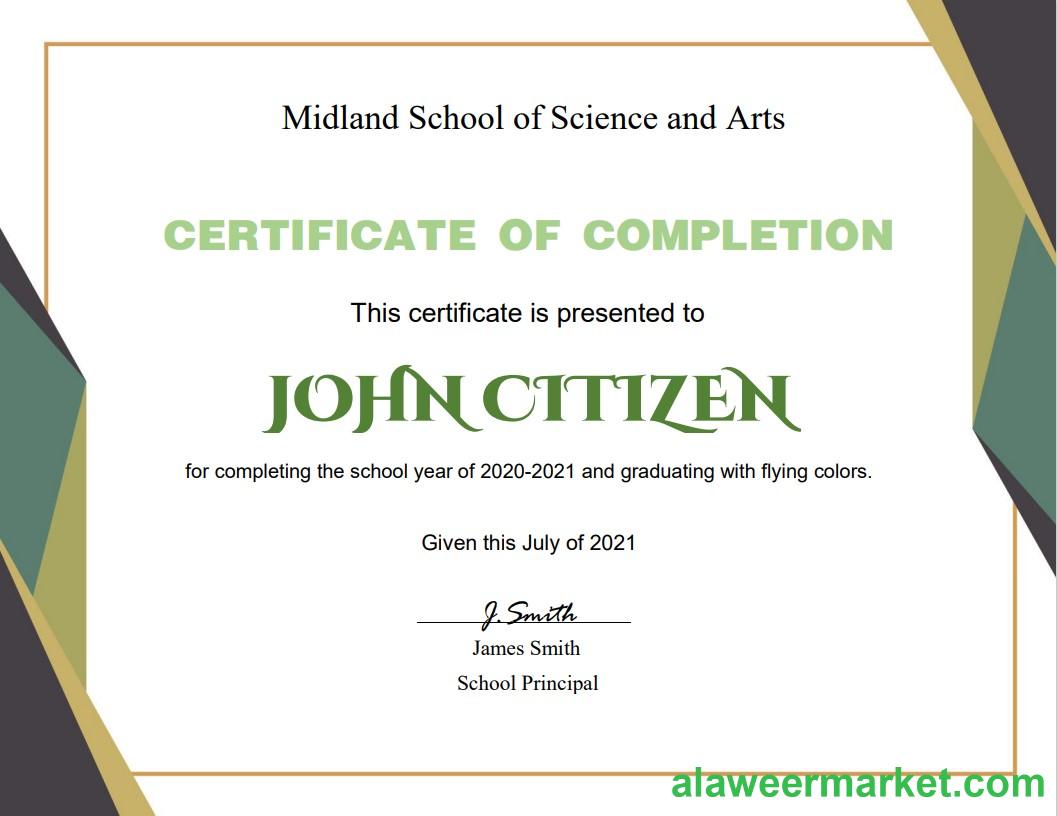 Midland School of Science and Arts
CERTIFICATE OF COMPLETION
This certificate is presented to
JOHN CITIZEN
for completing the school year of 2020-2021 and graduating with flying colors.
Given this July of 2021
J. Smith
James Smith
School Principal
alaweermarket.com